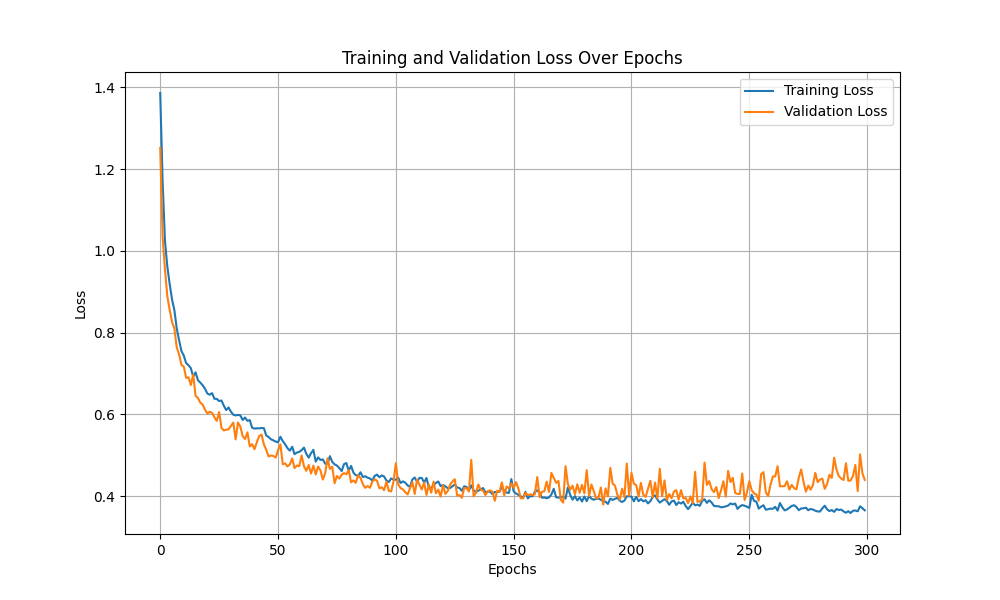 Training and Validation Loss Over Epochs
Training Loss
Validation Loss
1.4
1.2
1.0
0.8
0.6
0.4
Loss
0
50
100
150
200
250
300
Epochs